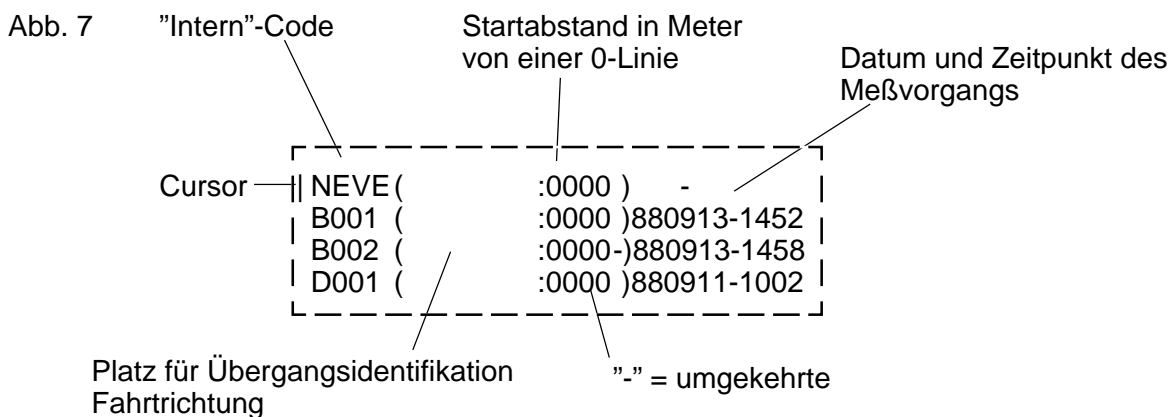 Abb. 7 ”Intern”-Code
Startabstand in Meter
von einer 0-Linie
Datum und Zeitpunkt des
Meßvorgangs
Cursor
NEVE ( :0000 ) -
B001 ( :0000 )880913-1452
B002 ( :0000-)880913-1458
D001 ( :0000 )880911-1002
Platz für Übergangsidentifikation
Fahrtrichtung
”-” = umgekehrte